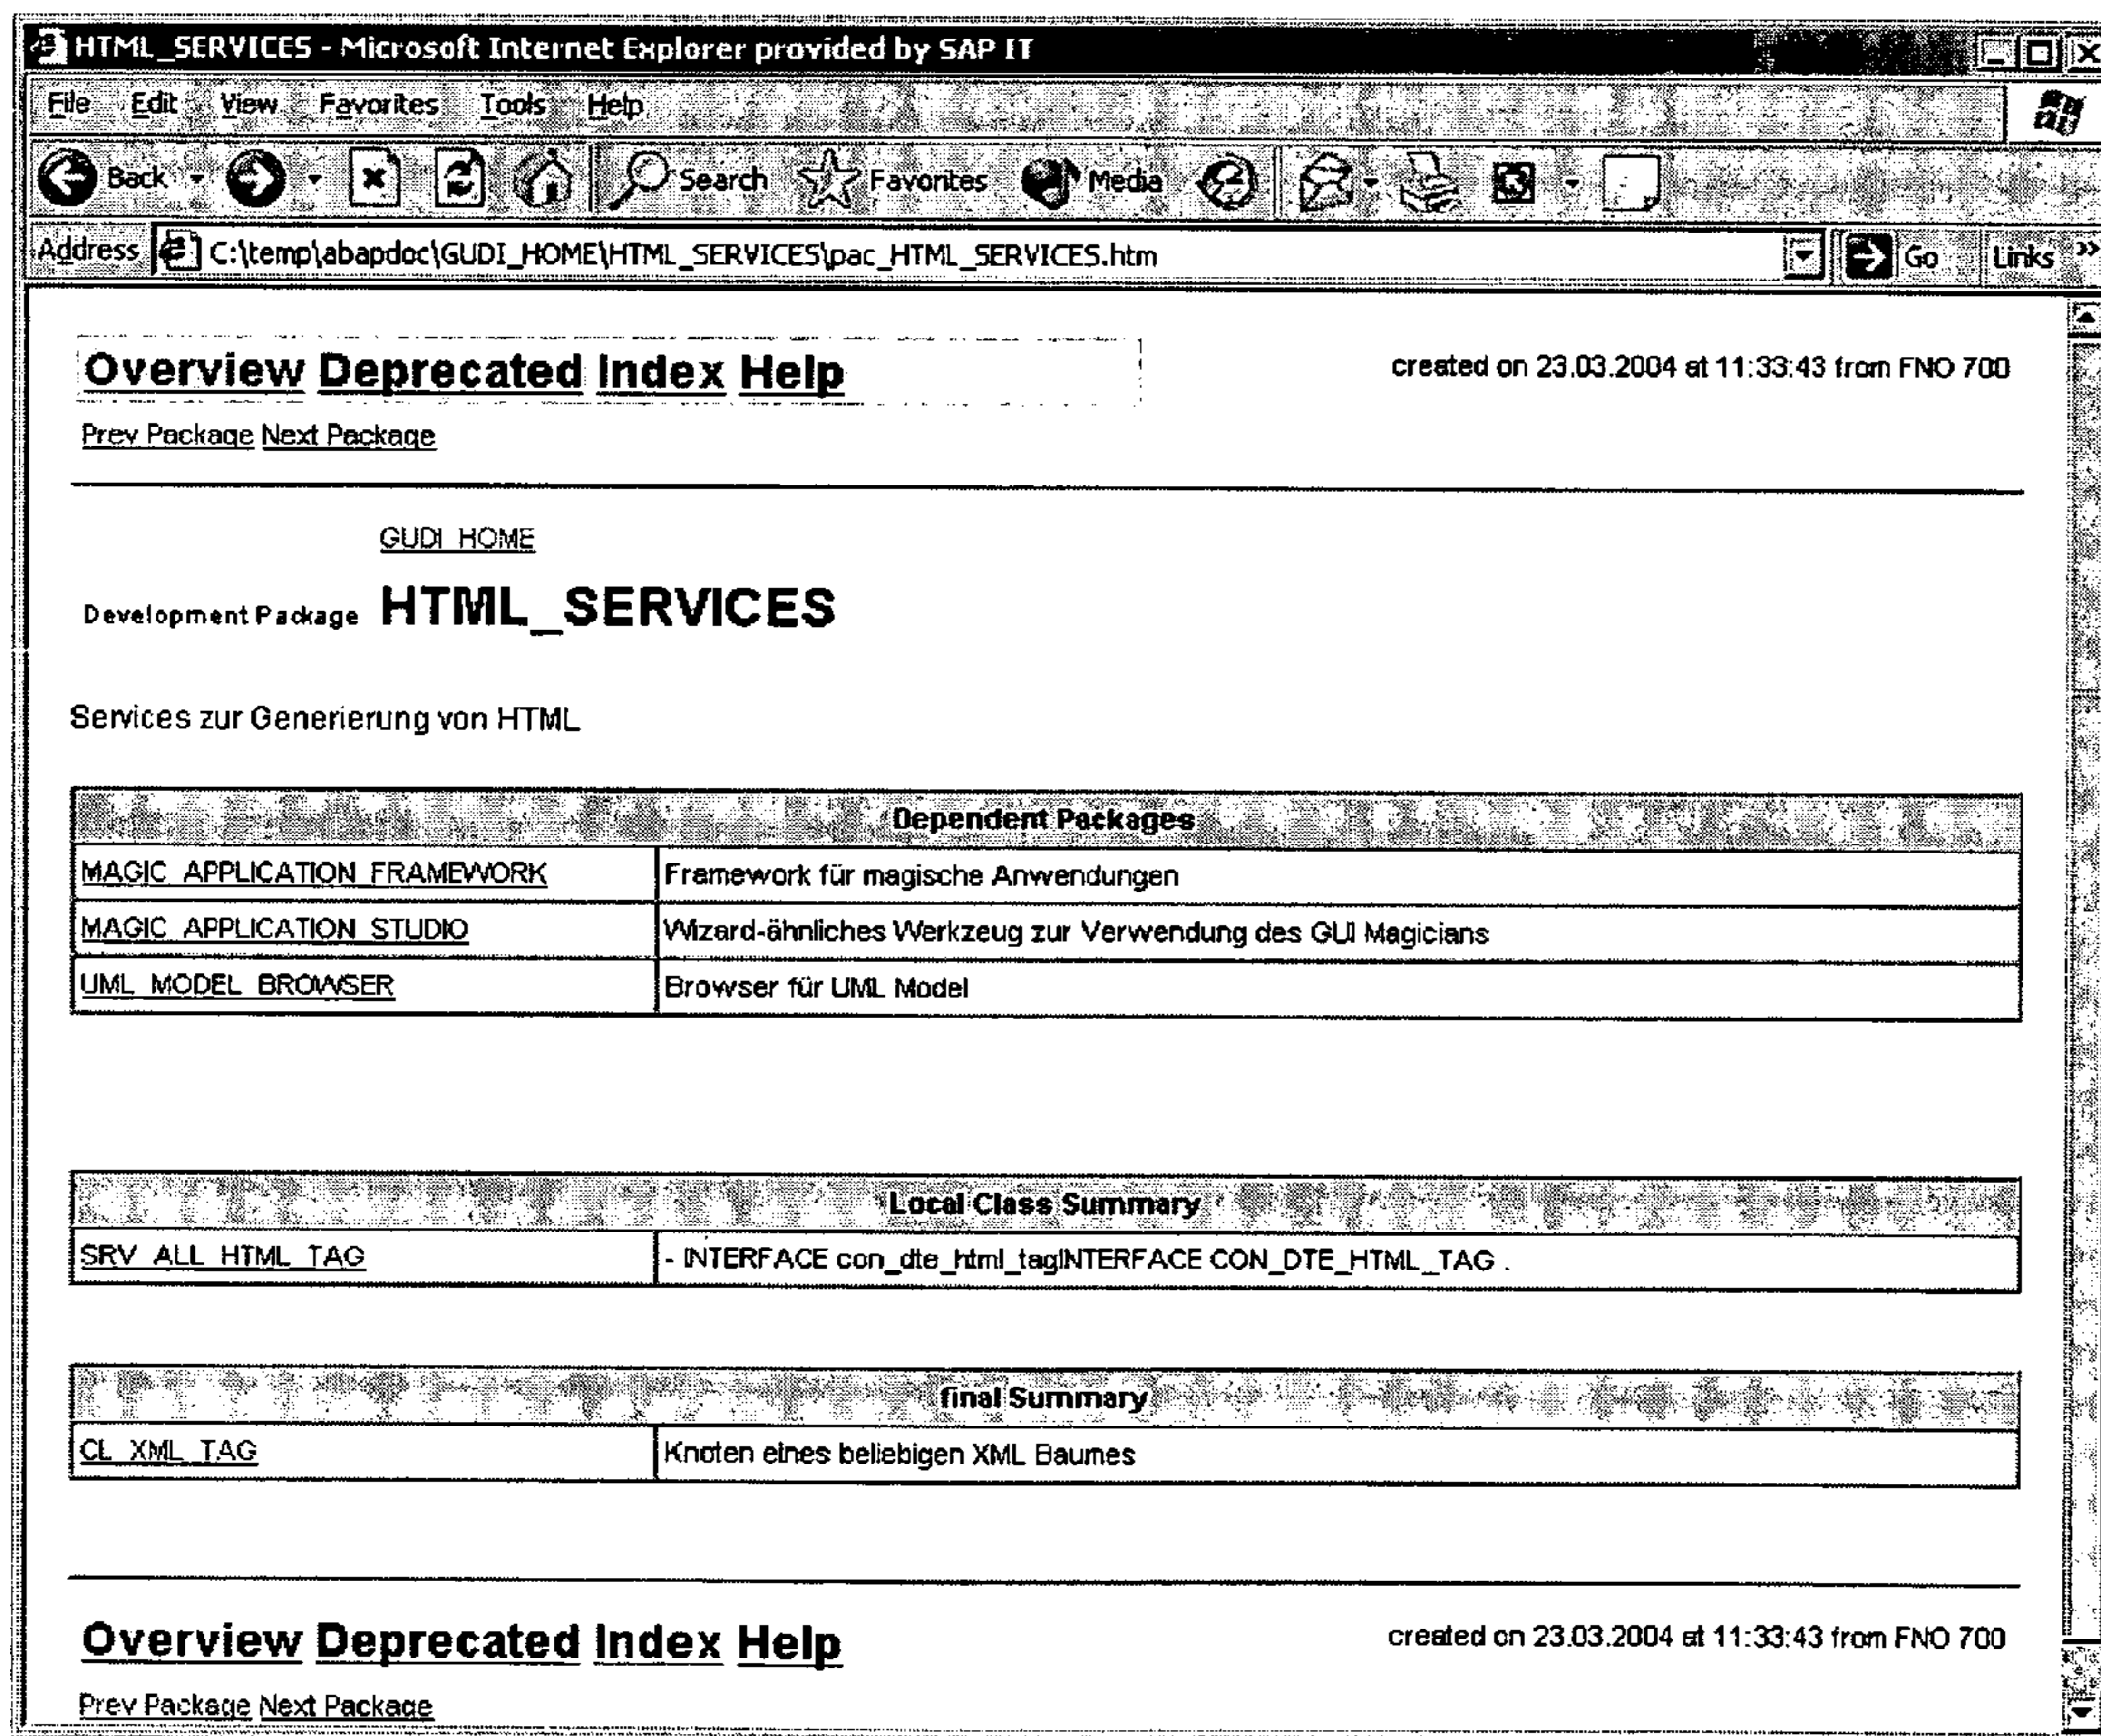 HTML_SERVICES - Microsoft Internet Explorer provided by SAP IT
File Edit View Favorites Tools Help
Back Search Favorites Media
Address C:\temp\abapdoc\GUDI_HOME\HTML_SERVICES\pac_HTML_SERVICES.htm Go Links »
Overview Deprecated Index Help created on 23.03.2004 at 11:33:43 from FNO 700
Prev Package Next Package
GUDI_HOME
Development Package HTML_SERVICES
Services zur Generierung von HTML
Dependent Packages
MAGIC_APPLICATION_FRAMEWORK Framework für magische Anwendungen
MAGIC_APPLICATION_STUDIO Wizard-ähnliches Werkzeug zur Verwendung des GUI Magicians
UML_MODEL_BROWSER Browser für UML Model
Local Class Summary
SRV_ALL_HTML_TAG - INTERFACE con_dte_html_tagINTERFACE CON_DTE_HTML_TAG .
final Summary
CL_XML_TAG Knoten eines beliebigen XML Baumes
Overview Deprecated Index Help created on 23.03.2004 at 11:33:43 from FNO 700
Prev Package Next Package